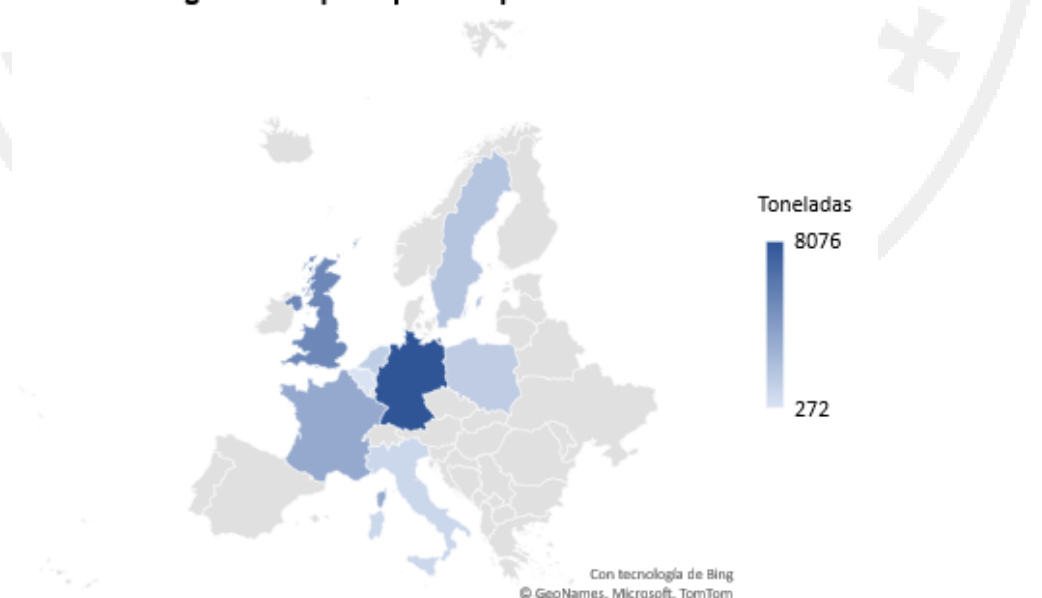 Toneladas
8076
272
Con tecnología de Bing
© GeoNames, Microsoft, TomTom